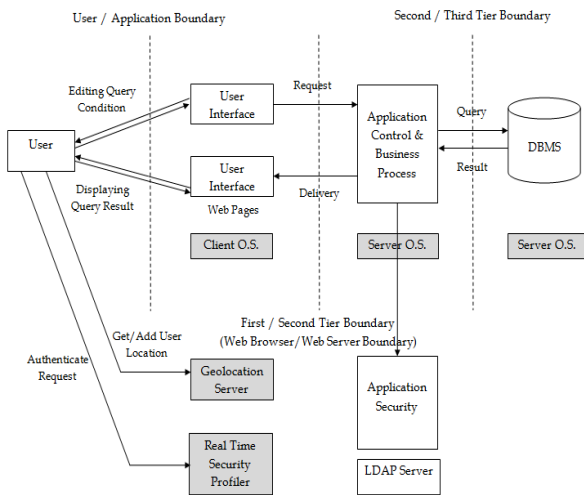 User / Application Boundary
Second / Third Tier Boundary
Editing Query
Condition
User
Interface
Request
Application
Control &
Business
Process
Query
DBMS
Result
User
User
Interface
Delivery
Displaying
Query Result
Web Pages
Client O.S.
Server O.S.
Server O.S.
First / Second Tier Boundary
(Web Browser/Web Server Boundary)
Get/Add User
Location
Authenticate
Request
Geolocation
Server
Application
Security
Real Time
Security
Profiler
LDAP Server